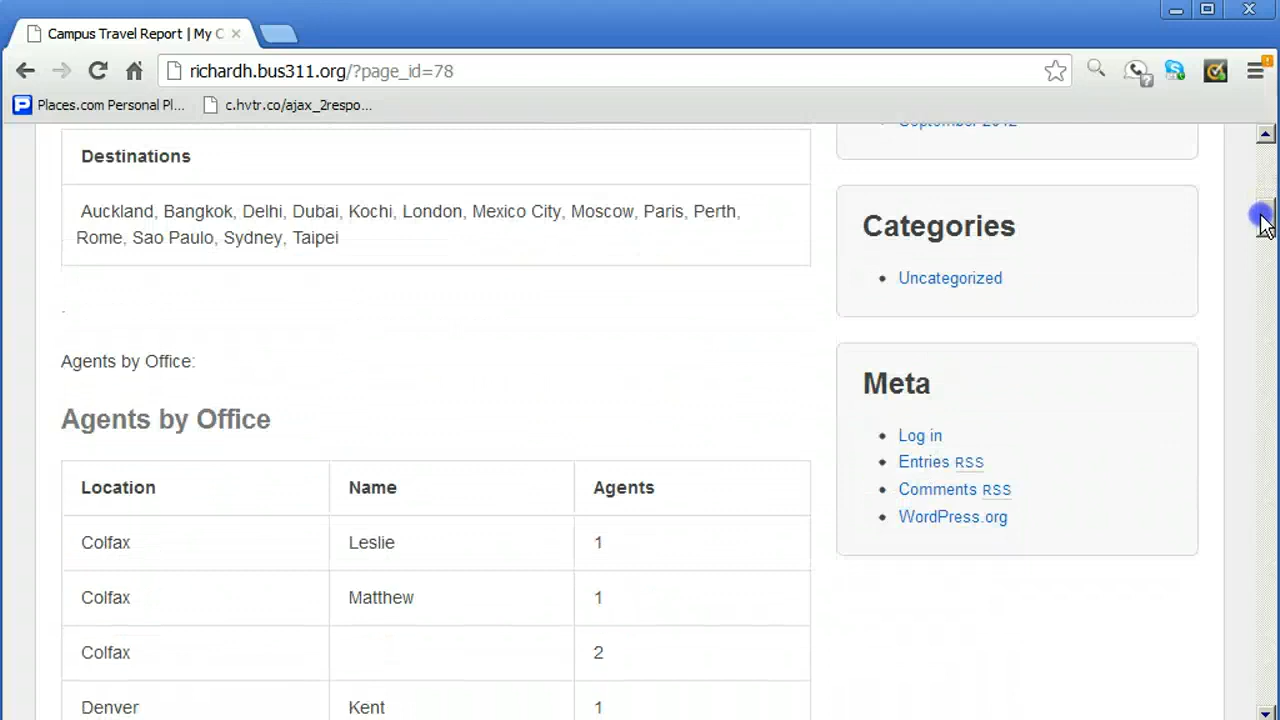 Campus Travel Report | My C
richardh.bus311.org/?page_id=78
Places.com Personal Pl... c.hvtr.co/ajax_2respo...
September 2012
Destinations
Auckland, Bangkok, Delhi, Dubai, Kochi, London, Mexico City, Moscow, Paris, Perth,
Rome, Sao Paulo, Sydney, Taipei
.
Agents by Office:
Agents by Office
Location Name Agents
Colfax Leslie 1
Colfax Matthew 1
Colfax 2
Denver Kent 1
Categories
Uncategorized
Meta
Log in
Entries RSS
Comments RSS
WordPress.org